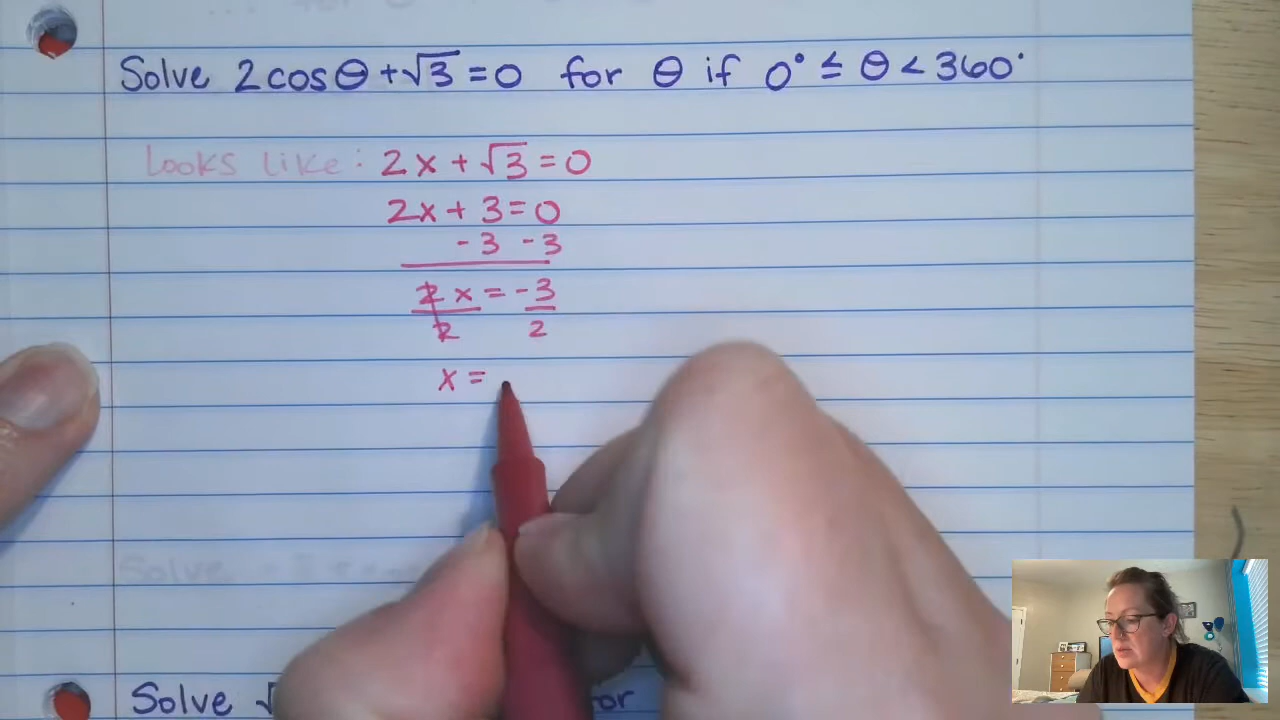 Solve 2cosθ + √3 = 0 for θ if 0° ≤ θ < 360°
Looks like: 2x + √3 = 0
2x + 3 = 0
-3 -3
2x = -3
2 2
x =
Solve √
for